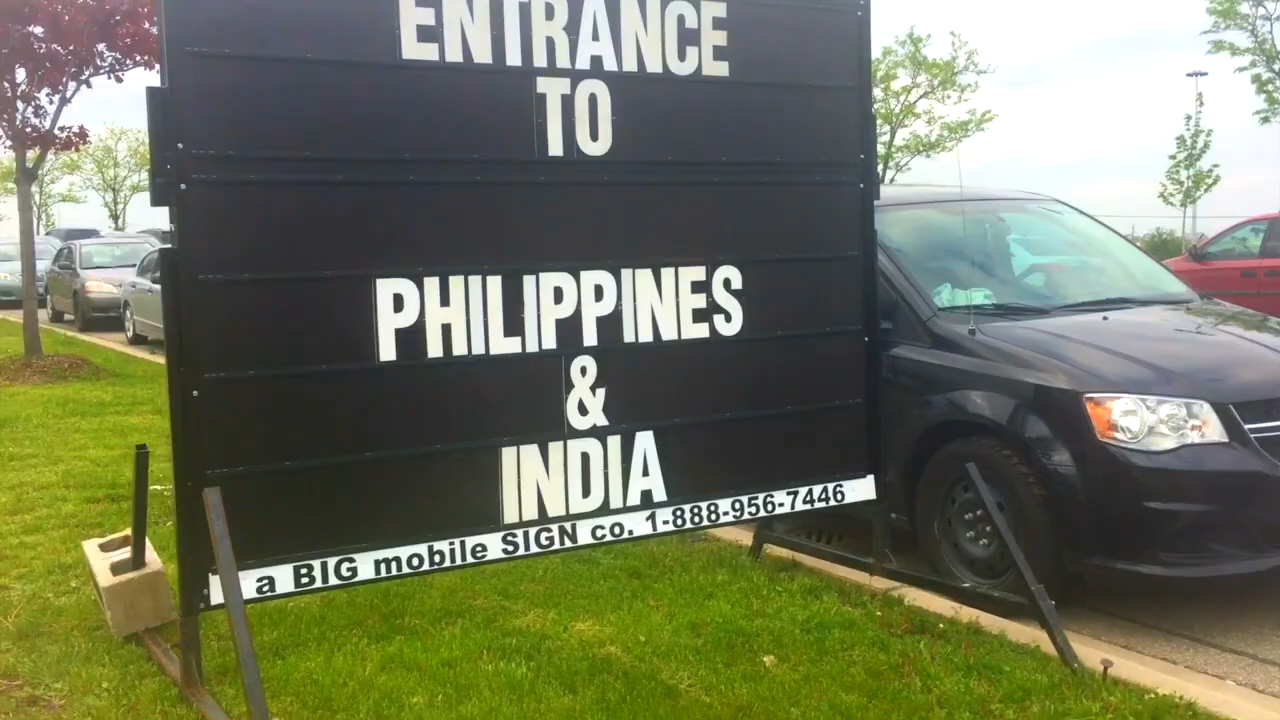 ENTRANCE
TO
PHILIPPINES
&
INDIA
a BIG mobile SIGN co. 1-888-956-7446